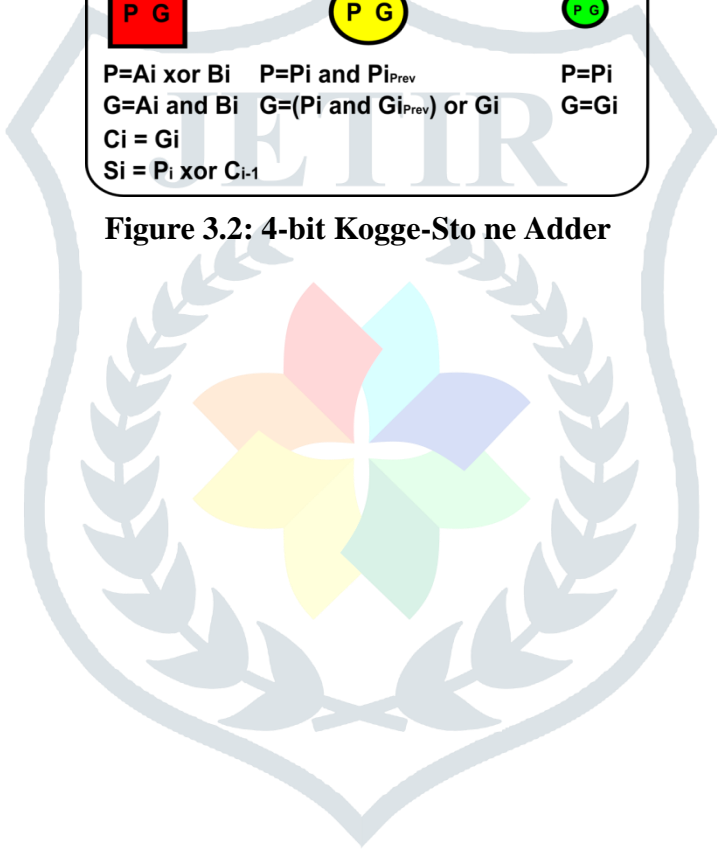 P G P G P G
P=Ai xor Bi P=Pi and PiPrev P=Pi
G=Ai and Bi G=(Pi and GiPrev) or Gi G=Gi
Ci = Gi
Si = Pi xor Ci-1
Figure 3.2: 4-bit Kogge-Sto ne Adder
JETIR